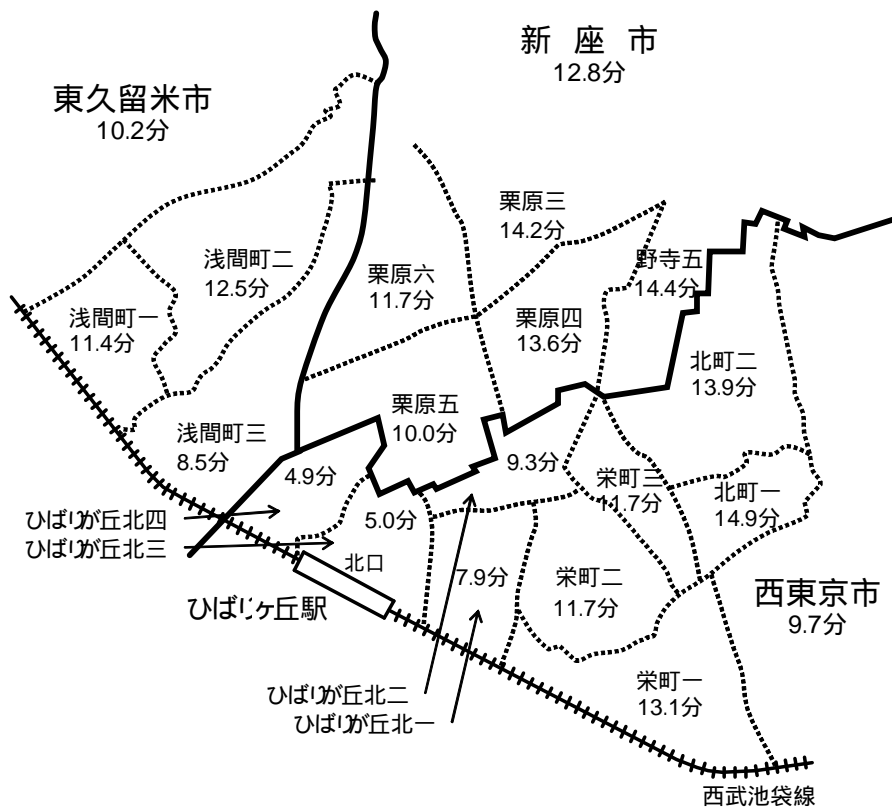 新 座 市
12.8分
東久留米市
10.2分
栗原三
14.2分
浅間町二
12.5分
栗原六
11.7分
野寺五
14.4分
浅間町一
11.4分
栗原四
13.6分
北町二
13.9分
栗原五
10.0分
浅間町三
8.5分
4.9分
9.3分
栄町三
11.7分
北町一
14.9分
ひばりが丘北四
ひばりが丘北三
5.0分
北口
7.9分
栄町二
11.7分
ひばりヶ丘駅
西東京市
9.7分
栄町一
13.1分
ひばりが丘北二
ひばりが丘北一
西武池袋線